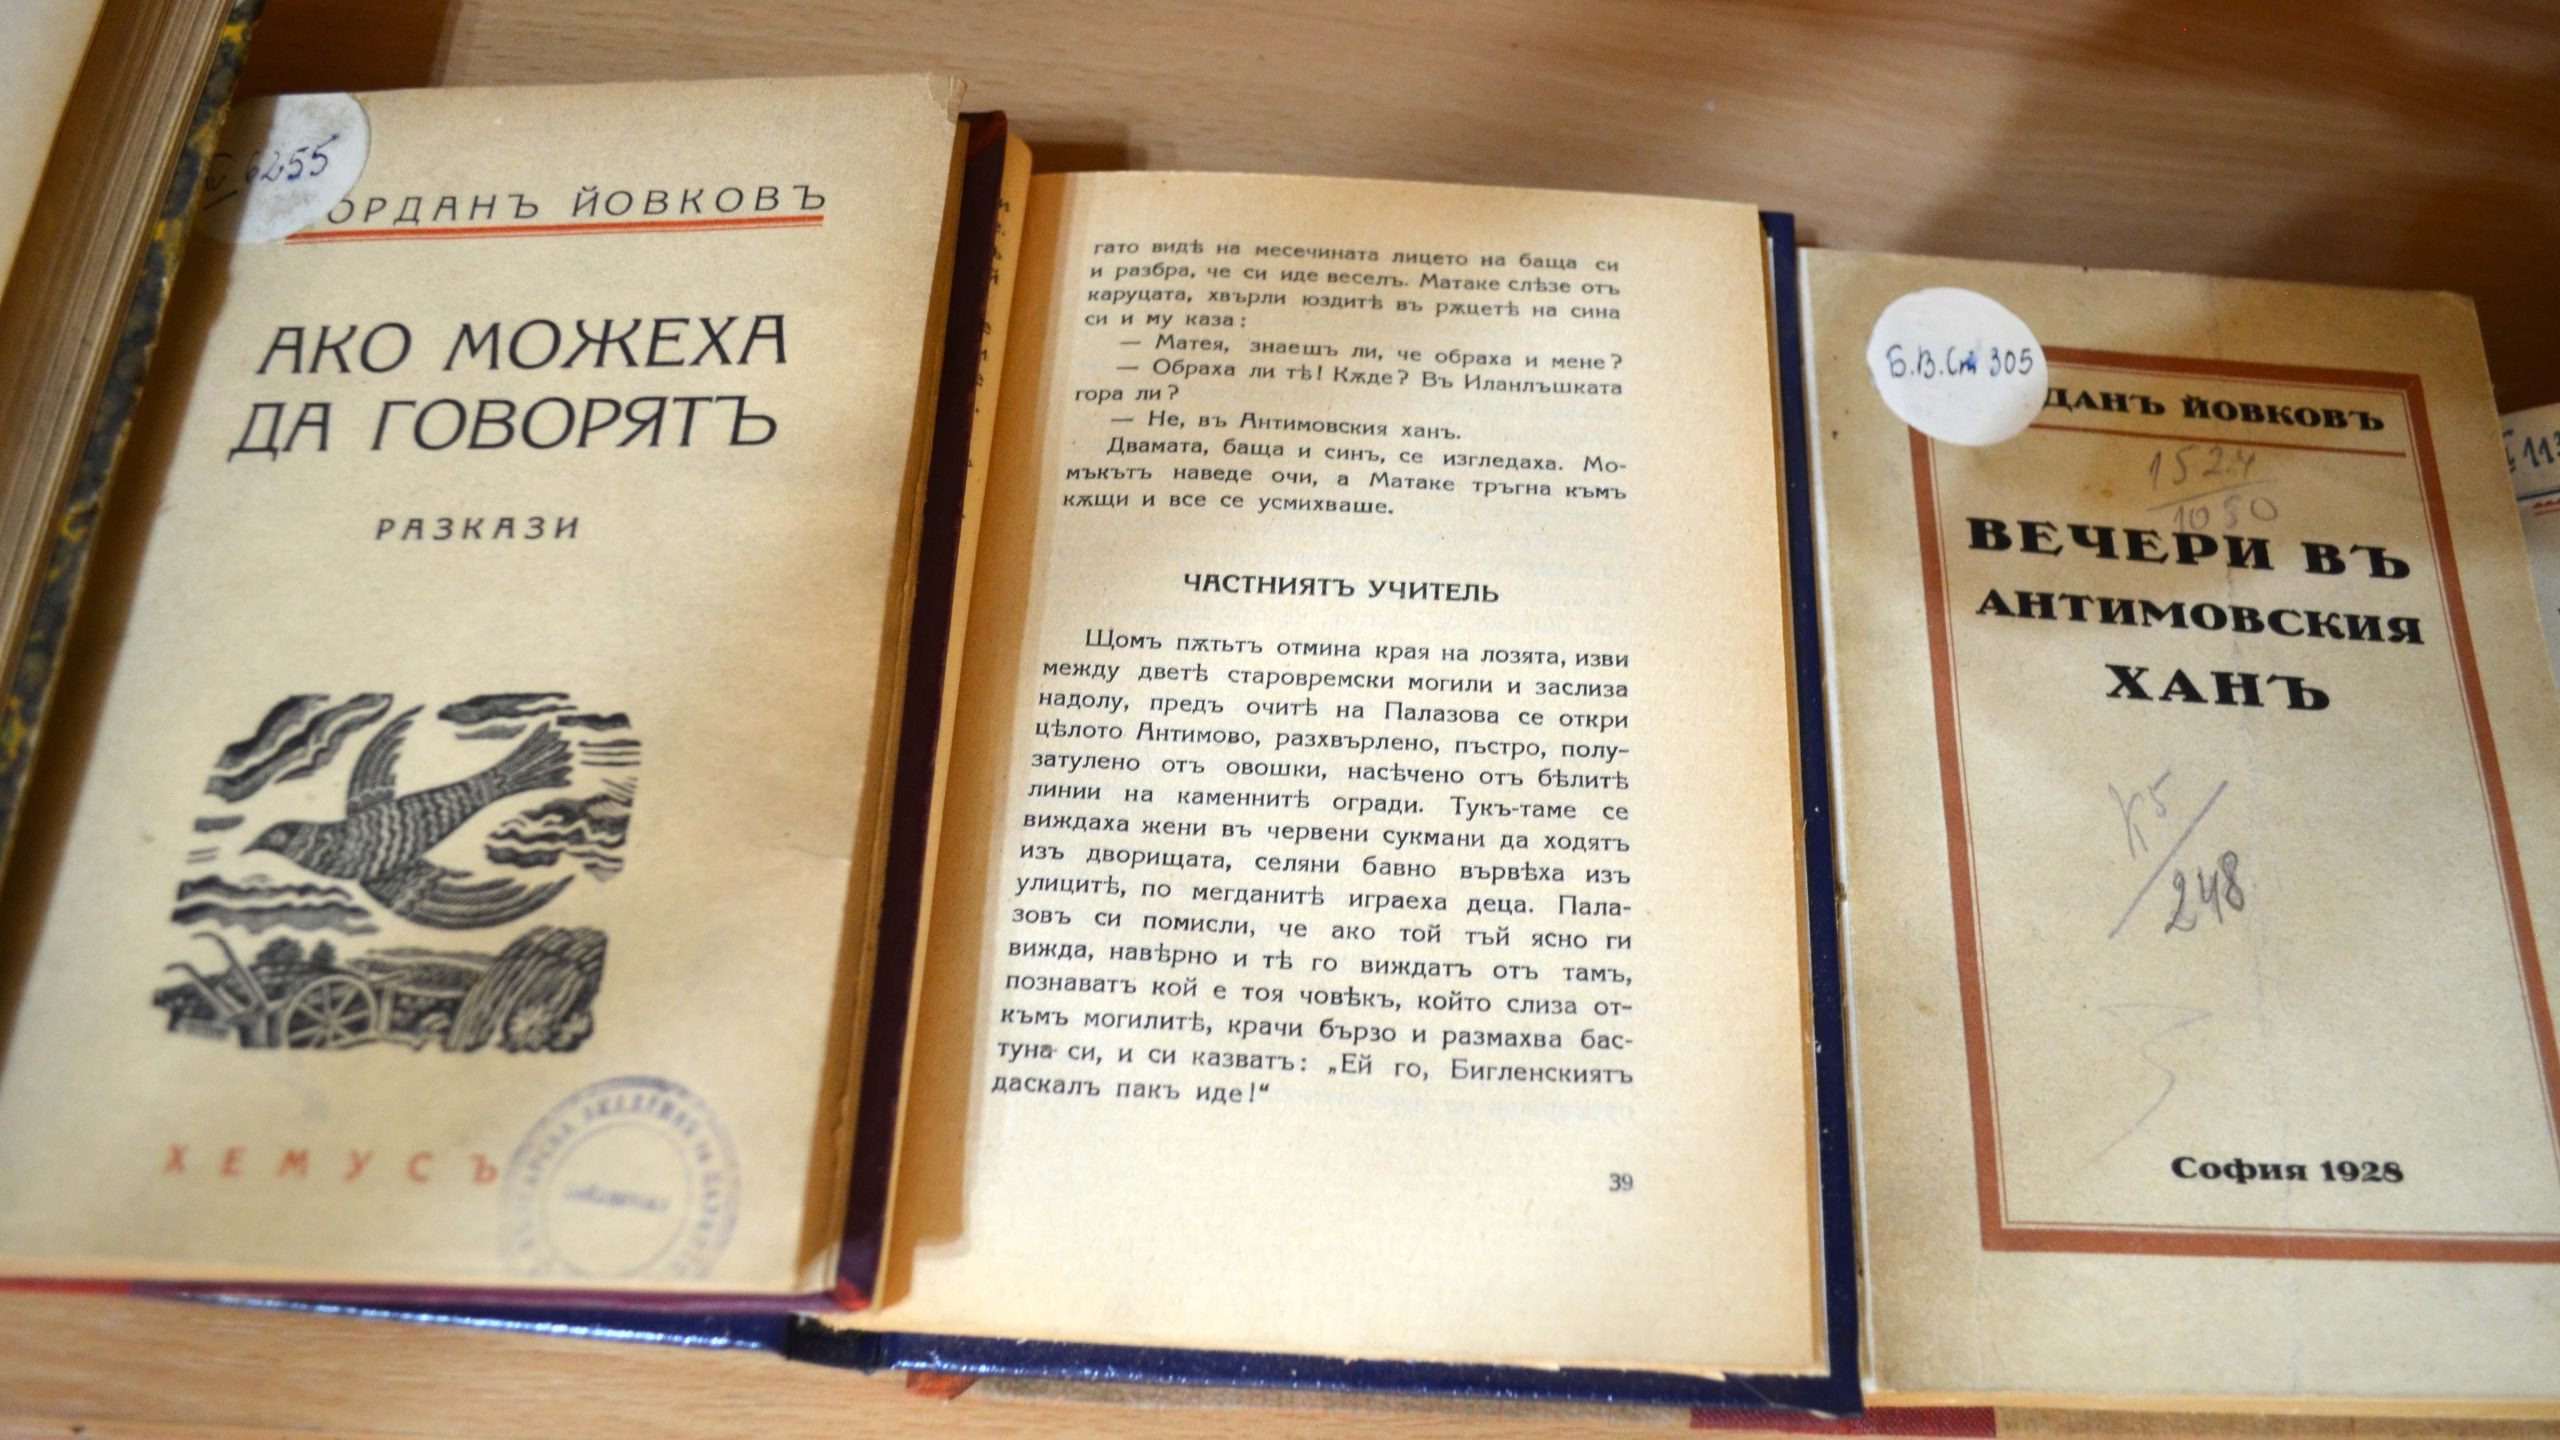 6255
ОРДАНЪ ЙОВКОВЪ
АКО МОЖЕХА
ДА ГОВОРЯТЪ
РАЗКАЗИ
ХЕМУСЪ
гато видѣ на месечината лицето на баща си
и разбра, че си иде веселъ. Матаке слѣзе отъ
каруцата, хвърли юздитѣ въ рѫцетѣ на сина
си и му каза:
— Матея, знаешъ ли, че обраха и мене?
— Обраха ли тѣ! Кѫде? Въ Иланлъшката
гора ли?
— Не, въ Антимовския ханъ.
Двамата, баща и синъ, се изгледаха. Мо-
мъкътъ наведе очи, а Матаке тръгна къмъ
кѫщи и все се усмихваше.
ЧАСТНИЯТЪ УЧИТЕЛЬ
Щомъ пѫтьтъ отмина края на лозята, изви
между дветѣ старовремски могили и заслиза
надолу, предъ очитѣ на Палазова се откри
цѣлото Антимово, разхвърлено, пъстро, полу-
затулено отъ овошки, насѣчено отъ бѣлитѣ
линии на каменнитѣ огради. Тукъ-таме се
виждаха жени въ червени сукмани да ходятъ
изъ дворищата, селяни бавно вървѣха изъ
улицитѣ, по мегданитѣ играеха деца. Пала-
зовъ си помисли, че ако той тъй ясно ги
вижда, навѣрно и тѣ го виждатъ отъ тамъ,
познаватъ кой е тоя човѣкъ, който слиза от-
къмъ могилитѣ, крачи бързо и размахва бас-
туна си, и си казватъ: „Ей го, Бигленскиятъ
даскалъ пакъ иде!“
39
Б.В.Ст 305
ДАНЪ ЙОВКОВЪ
1524
1050
ВЕЧЕРИ ВЪ
АНТИМОВСКИЯ
ХАНЪ
К5
248
София 1928